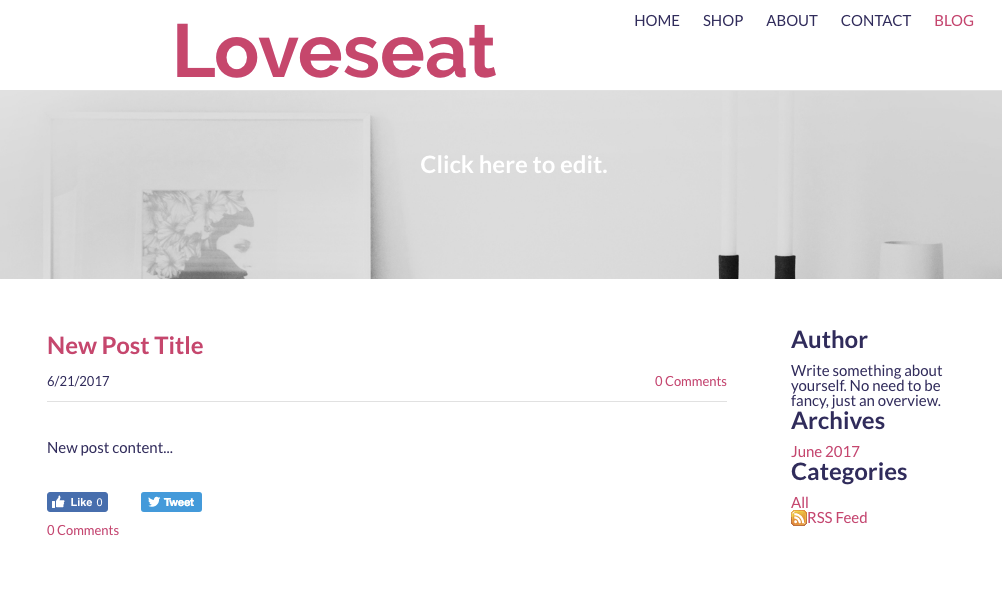 Loveseat
HOME SHOP ABOUT CONTACT BLOG
Click here to edit.
New Post Title
6/21/2017
0 Comments
New post content...
Like 0
Tweet
0 Comments
Author
Write something about
yourself. No need to be
fancy, just an overview.
Archives
June 2017
Categories
All
RSS Feed